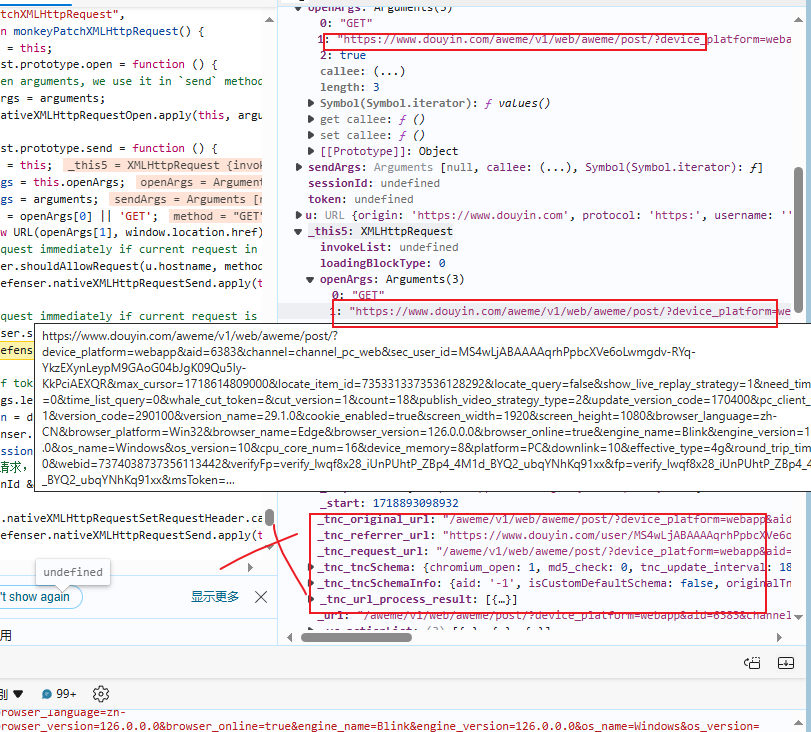 tchXMLHttpRequest",
n monkeyPatchXMLHttpRequest() {
= this;
st.prototype.open = function () {
en arguments, we use it in `send` method
rgs = arguments;
ativeXMLHttpRequestOpen.apply(this, argu
st.prototype.send = function () {
= this; _this5 = XMLHttpRequest {invok
gs = this.openArgs; openArgs = Argument
gs = arguments; sendArgs = Arguments [n
= openArgs[0] || 'GET'; method = "GET"
w URL(openArgs[1], window.location.href)
quest immediately if current request in
ser.shouldAllowRequest(u.hostname, method
efenser.nativeXMLHttpRequestSend.apply(t
quest immediately if current request is
ser.s
efens
f tok
gs.le
n = d
enser.
ession
请求,
nId &
.nativeXMLHttpRequestSetRequestHeader.ca
efenser.nativeXMLHttpRequestSend.apply(t
undefined
't show again
显示更多
用
openArgs: Arguments(3)
0: "GET"
1: "https://www.douyin.com/aweme/v1/web/aweme/post/?device_platform=weba
2: true
callee: (...)
length: 3
Symbol(Symbol.iterator): ƒ values()
get callee: ƒ ()
set callee: ƒ ()
[[Prototype]]: Object
sendArgs: Arguments [null, callee: (...), Symbol(Symbol.iterator): ƒ]
sessionId: undefined
token: undefined
u: URL {origin: 'https://www.douyin.com', protocol: 'https:', username: ''
_this5: XMLHttpRequest
invokeList: undefined
loadingBlockType: 0
openArgs: Arguments(3)
0: "GET"
1: "https://www.douyin.com/aweme/v1/web/aweme/post/?device_platform=we
https://www.douyin.com/aweme/v1/web/aweme/post/?
device_platform=webapp&aid=6383&channel=channel_pc_web&sec_user_id=MS4wLjABAAAAqrhPpbcXVe6oLwmgdv-RYq-
YkzEXynLeypM9GAoG04bJgK09Qu5Iy-
KkPciAEXQR&max_cursor=1718614809000&locate_item_id=7353313373536128292&locate_query=false&show_live_replay_strategy=1&need_tim
=0&time_list_query=0&whale_cut_token=&cut_version=1&count=18&publish_video_strategy_type=2&update_version_code=170400&pc_client_
1&version_code=290100&version_name=29.1.0&cookie_enabled=true&screen_width=1920&screen_height=1080&browser_language=zh-
CN&browser_platform=Win32&browser_name=Edge&browser_version=126.0.0.0&browser_online=true&engine_name=Blink&engine_version=1
.0&os_name=Windows&os_version=10&cpu_core_num=16&device_memory=8&platform=PC&downlink=10&effective_type=4g&round_trip_tim
=0&webid=7374038737356113442&verifyFp=verify_lwqf8x28_iUnPUhtP_ZBp4_4M1d_BYQ2_ubqYNhKq91xx&fp=verify_lwqf8x28_iUnPUhtP_ZBp4_4
_BYQ2_ubqYNhKq91xx&msToken=...
_start: 1718893098932
_tnc_original_url: "/aweme/v1/web/aweme/post/?device_platform=webapp&aid
_tnc_referrer_url: "https://www.douyin.com/user/MS4wLjABAAAAqrhPpbcXVe6o
_tnc_request_url: "/aweme/v1/web/aweme/post/?device_platform=webapp&aid=
_tnc_tncSchema: {chromium_open: 1, md5_check: 0, tnc_update_interval: 18
_tnc_tncSchemaInfo: {aid: '-1', isCustomDefaultSchema: false, originalTn
_tnc_url_process_result: [{…}]
_url: "/aweme/v1/web/aweme/post/?device_platform=webapp&aid=6383&channel
99+
browser_language=zh-
browser_version=126.0.0.0&browser_online=true&engine_name=Blink&engine_version=126.0.0.0&os_name=Windows&os_version=